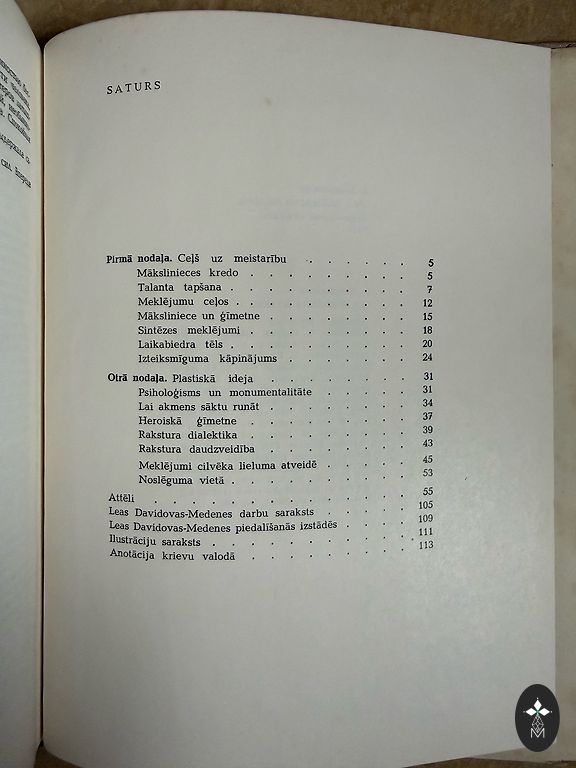 SATURS
Pirmā nodaļa. Ceļš uz meistarību . . . . . . 5
Mākslinieces kredo . . . . . . . . . 5
Talanta tapšana . . . . . . . . . . 7
Meklējumu ceļos . . . . . . . . . 12
Māksliniece un ģīmetne . . . . . . . . 15
Sintēzes meklējumi . . . . . . . . . 18
Laikabiedra tēls . . . . . . . . . . 20
Izteiksmīguma kāpinājums . . . . . . . 24
Otrā nodaļa. Plastiskā ideja . . . . . . . . 31
Psiholoģisms un monumentalitāte . . . . . . 31
Lai akmens sāktu runāt . . . . . . . . 34
Heroiskā ģīmetne . . . . . . . . . 37
Rakstura dialektika . . . . . . . . . 39
Rakstura daudzveidība . . . . . . . . 43
Meklējumi cilvēka lieluma atveidē . . . . . . 45
Noslēguma vietā . . . . . . . . . . 53
Attēli . . . . . . . . . . . . . 55
Leas Davidovas-Medenes darbu saraksts . . . . . . 105
Leas Davidovas-Medenes piedalīšanās izstādēs . . . . 109
Ilustrāciju saraksts . . . . . . . . . . 111
Anotācija krievu valodā . . . . . . . . . 113